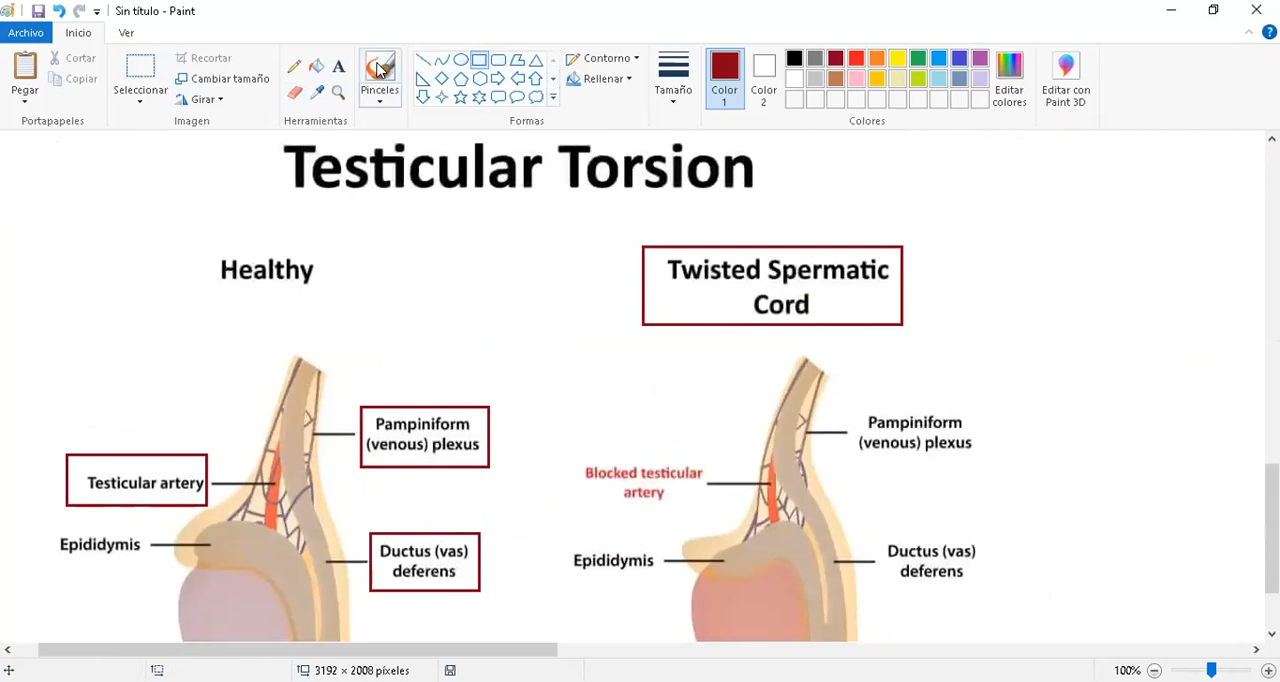 Sin título - Paint
Archivo Inicio Ver
Pegar
Cortar
Copiar
Portapapeles
Seleccionar
Recortar
Cambiar tamaño
Girar
Imagen
A
Herramientas
Pinceles
Contorno
Rellenar
Formas
Tamaño
Color
1
Color
2
Editar
colores
Editar con
Paint 3D
Colores
Testicular Torsion
Healthy
Twisted Spermatic
Cord
Pampiniform
(venous) plexus
Testicular artery
Epididymis
Ductus (vas)
deferens
Pampiniform
(venous) plexus
Blocked testicular
artery
Epididymis
Ductus (vas)
deferens
3192 × 2008 píxeles
100%